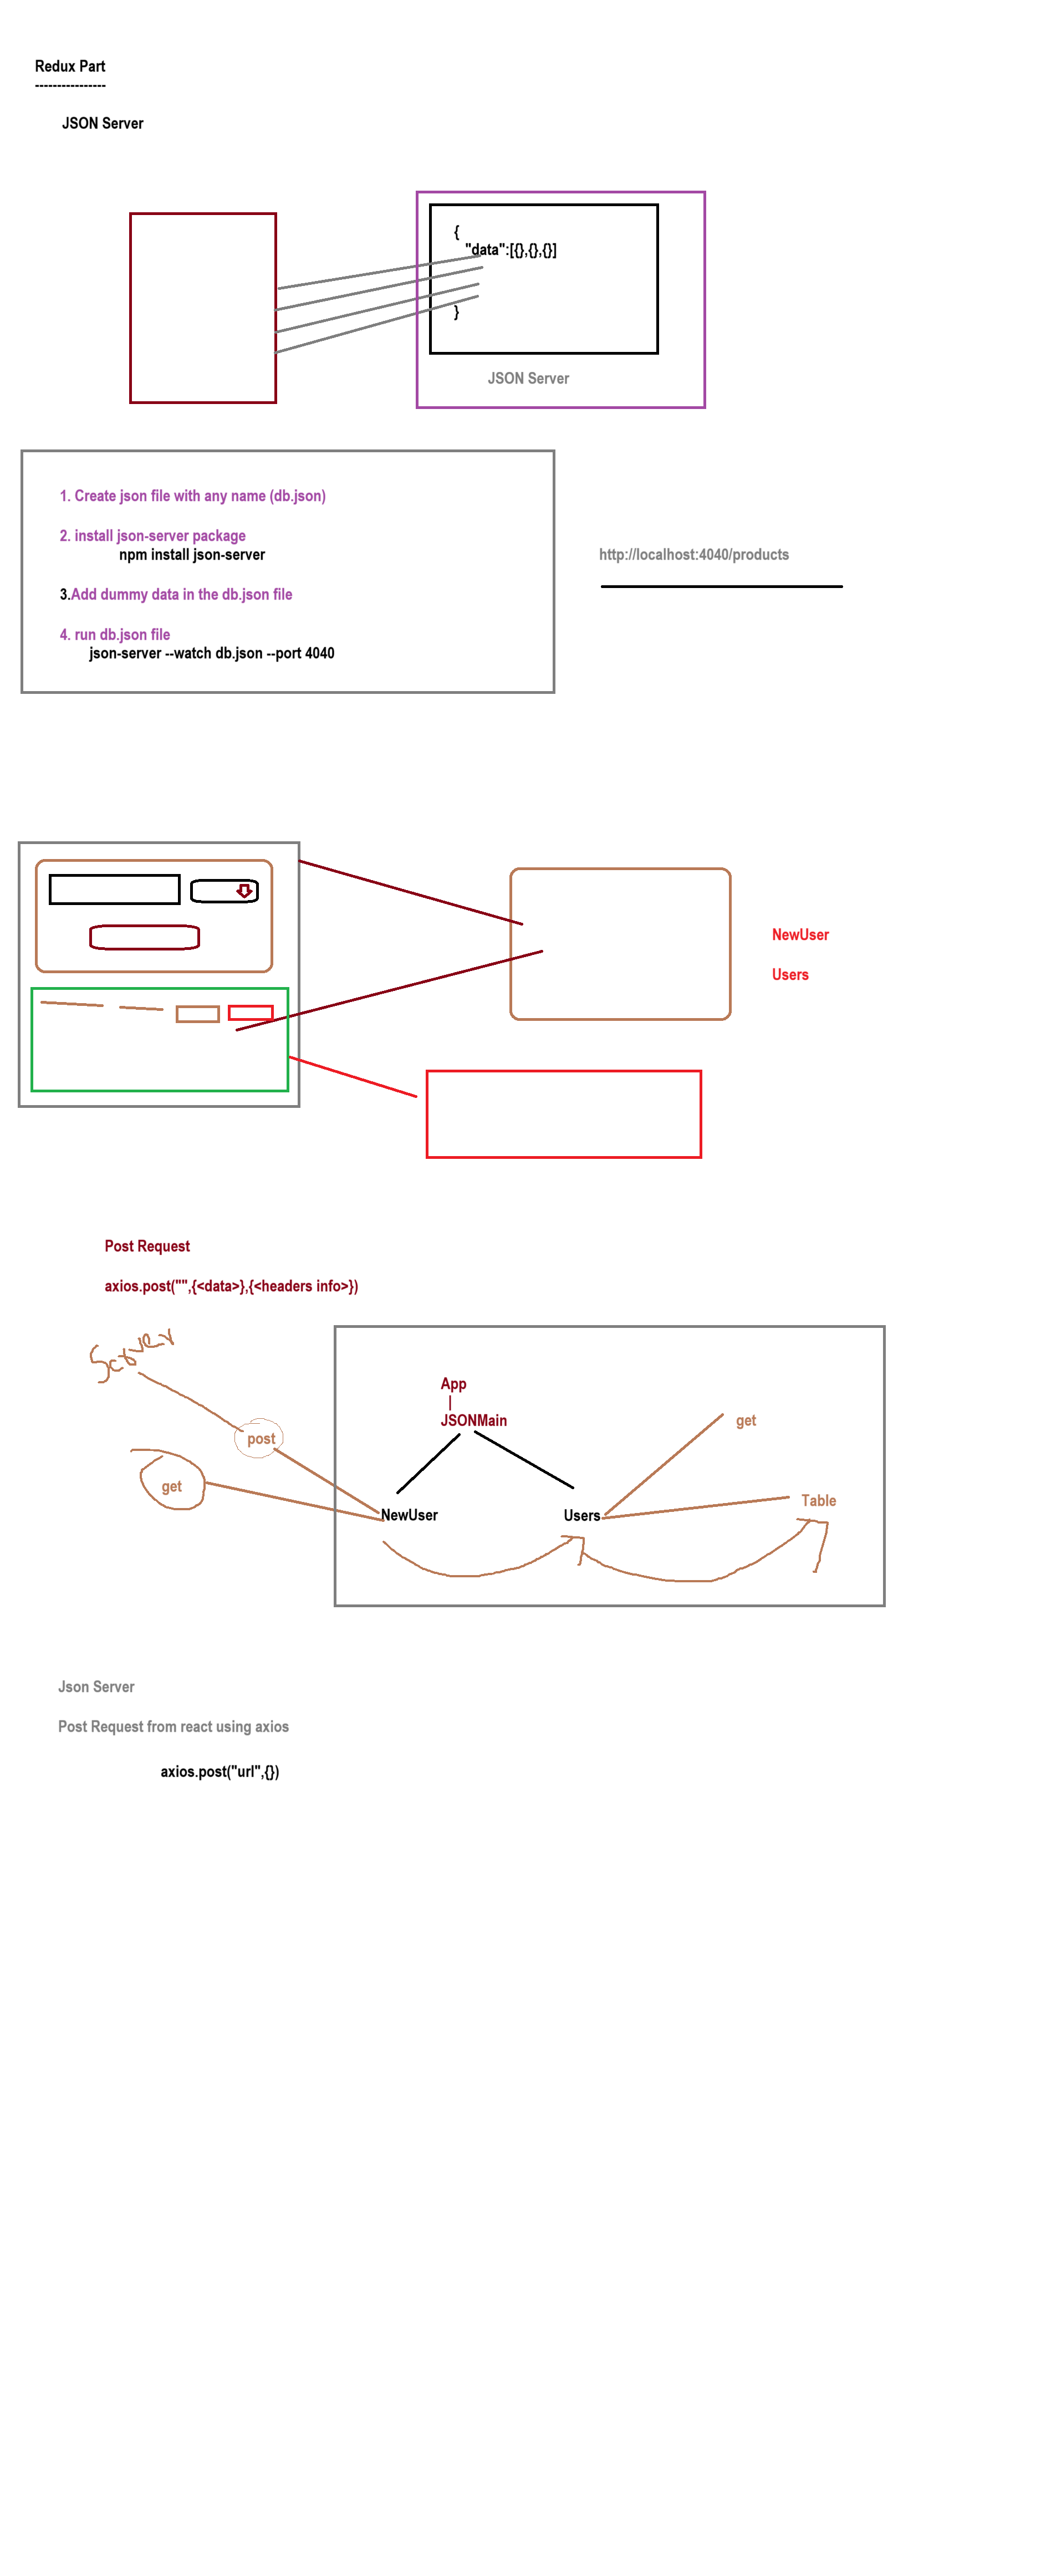 Redux Part
----------------
JSON Server
{
"data":[{},{},{}]
}
JSON Server
1. Create json file with any name (db.json)
2. install json-server package
npm install json-server
3.Add dummy data in the db.json file
4. run db.json file
json-server --watch db.json --port 4040
http://localhost:4040/products
NewUser
Users
Post Request
axios.post("",{<data>},{<headers info>})
Server
App
|
JSONMain
get
post
get
Table
NewUser
Users
Json Server
Post Request from react using axios
axios.post("url",{})